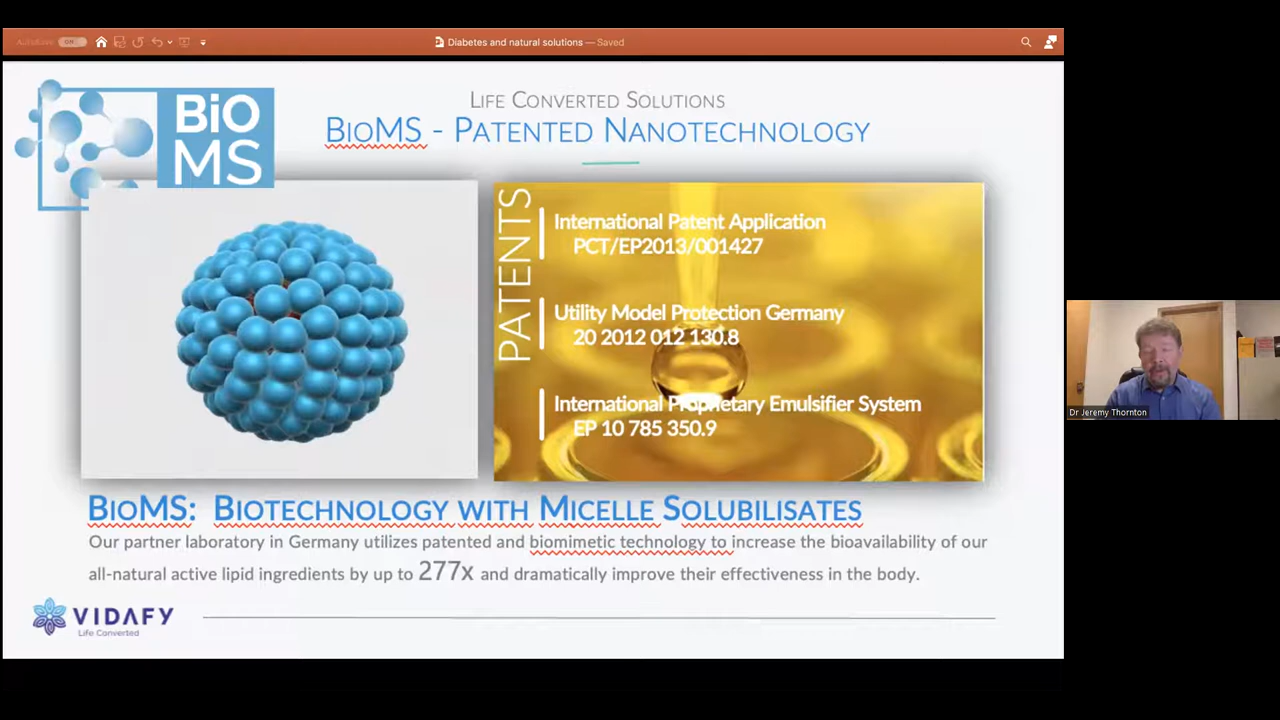 AutoSave
Off
Diabetes and natural solutions — Saved
BiO
MS
Life Converted Solutions
BioMS - Patented Nanotechnology
PATENTS
International Patent Application
PCT/EP2013/001427
Utility Model Protection Germany
20 2012 012 130.8
International Proprietary Emulsifier System
EP 10 785 350.9
BioMS: Biotechnology with Micelle Solubilisates
Our partner laboratory in Germany utilizes patented and biomimetic technology to increase the bioavailability of our
all-natural active lipid ingredients by up to 277x and dramatically improve their effectiveness in the body.
VIDAFY
Life Converted
Dr Jeremy Thornton